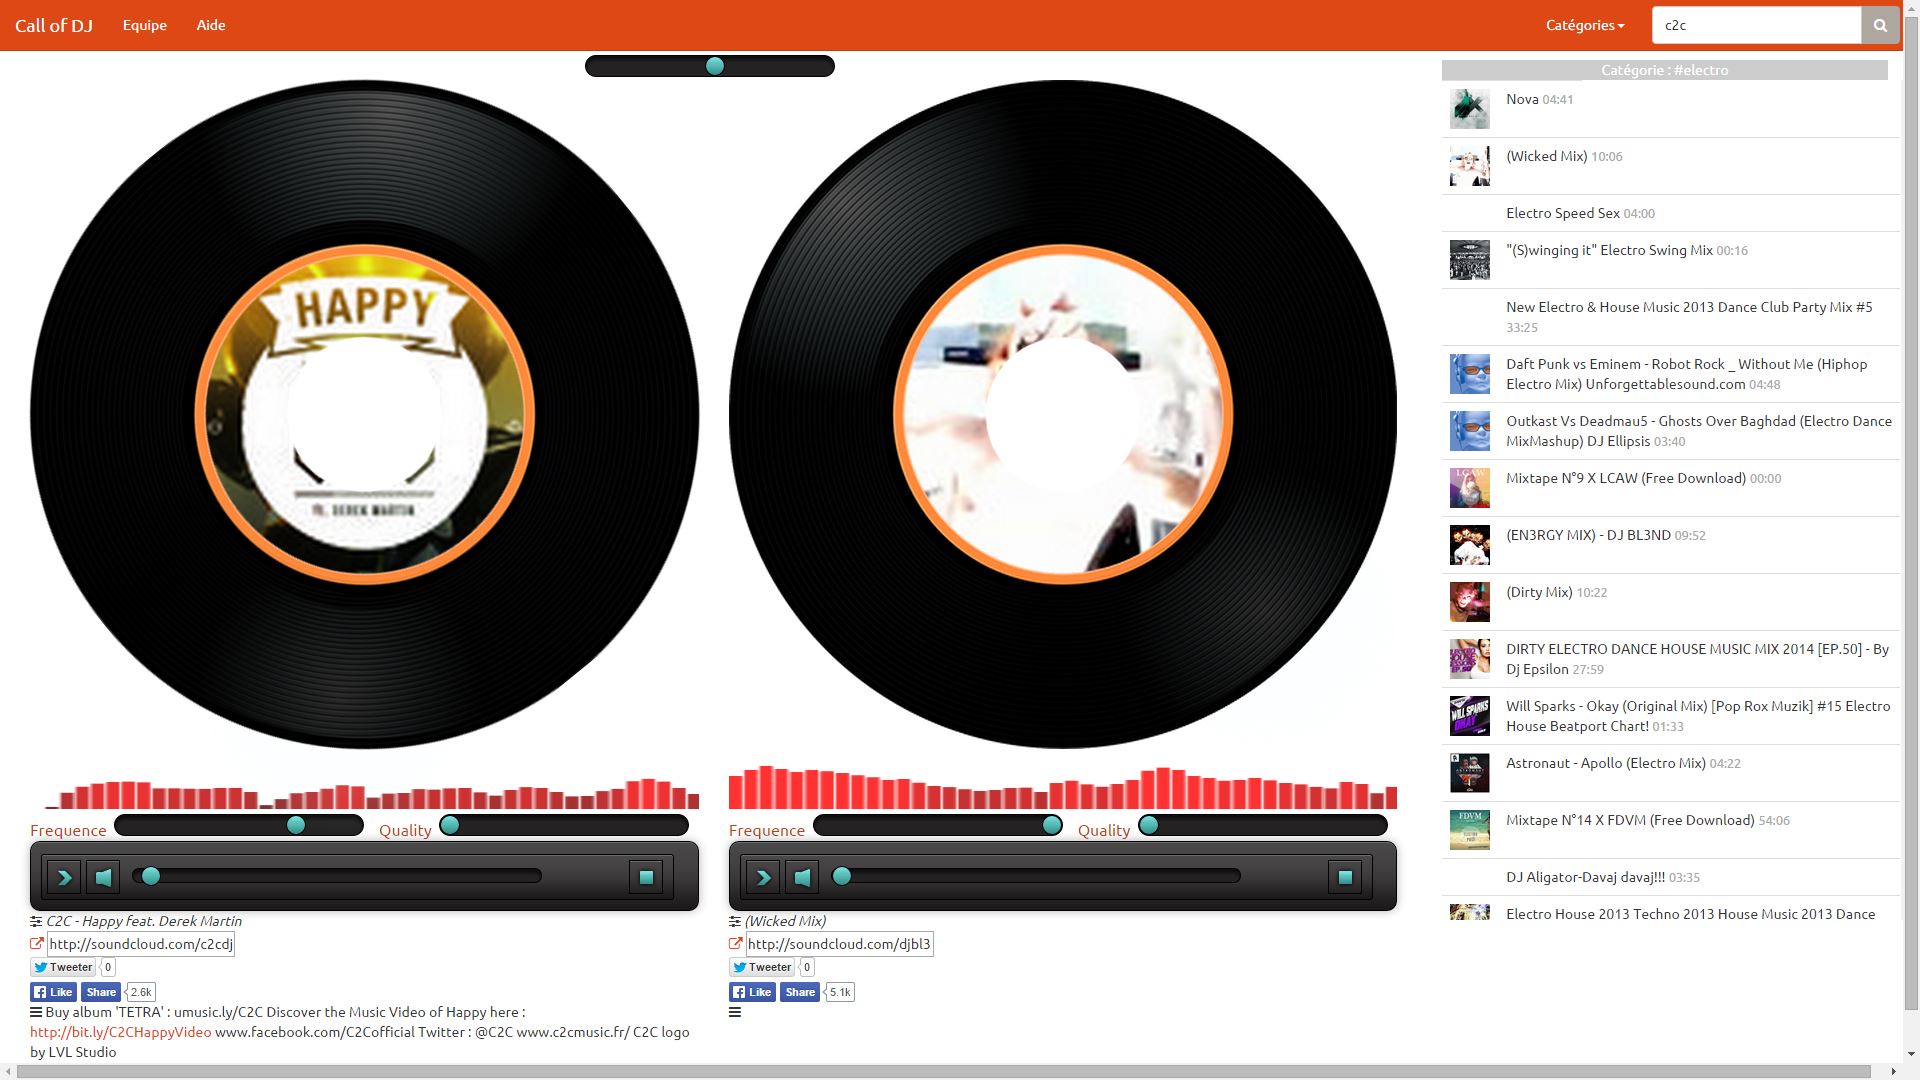 Call of DJ Equipe Aide Catégories c2c
HAPPY
ft. DEREK MARTIN
Frequence Quality
C2C - Happy feat. Derek Martin
http://soundcloud.com/c2cdj
Tweeter 0
Like Share 2.6k
Buy album 'TETRA' : umusic.ly/C2C Discover the Music Video of Happy here :
http://bit.ly/C2CHappyVideo www.facebook.com/C2Cofficial Twitter : @C2C www.c2cmusic.fr/ C2C logo
by LVL Studio
Frequence Quality
(Wicked Mix)
http://soundcloud.com/djbl3
Tweeter 0
Like Share 5.1k
Catégorie : #electro
Nova 04:41
(Wicked Mix) 10:06
Electro Speed Sex 04:00
"(S)winging it" Electro Swing Mix 00:16
New Electro & House Music 2013 Dance Club Party Mix #5
33:25
Daft Punk vs Eminem - Robot Rock _ Without Me (Hiphop
Electro Mix) Unforgettablesound.com 04:48
Outkast Vs Deadmau5 - Ghosts Over Baghdad (Electro Dance
MixMashup) DJ Ellipsis 03:40
LCAW
Mixtape N°9 X LCAW (Free Download) 00:00
(EN3RGY MIX) - DJ BL3ND 09:52
(Dirty Mix) 10:22
DIRTY ELECTRO DANCE HOUSE MUSIC MIX 2014 [EP.50] - By
Dj Epsilon 27:59
WILL SPARKS
OKAY
Will Sparks - Okay (Original Mix) [Pop Rox Muzik] #15 Electro
House Beatport Chart! 01:33
Astronaut - Apollo (Electro Mix) 04:22
FDVM
Mixtape N°14 X FDVM (Free Download) 54:06
DJ Aligator-Davaj davaj!!! 03:35
Electro House 2013 Techno 2013 House Music 2013 Dance